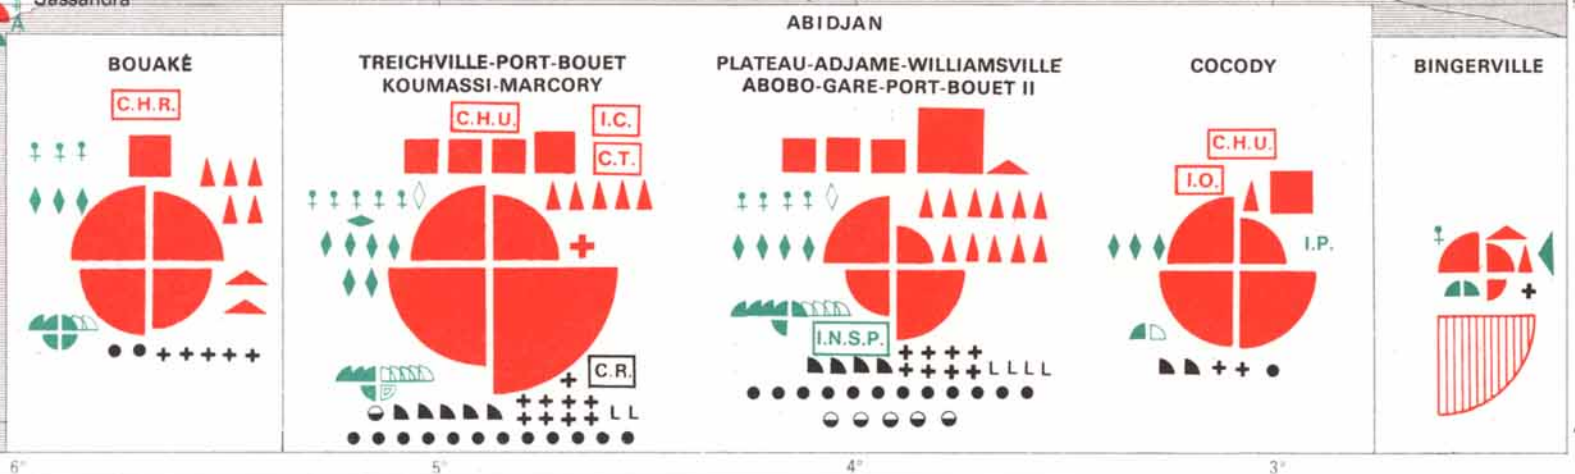 Sassandra
A
ABIDJAN
BOUAKÉ
TREICHVILLE-PORT-BOUET
KOUMASSI-MARCORY
PLATEAU-ADJAME-WILLIAMSVILLE
ABOBO-GARE-PORT-BOUET II
COCODY
BINGERVILLE
C.H.R.
C.H.U.
I.C.
C.T.
C.R.
L L
I.N.S.P.
L L L L
C.H.U.
I.O.
I.P.
6°
5°
4°
3°